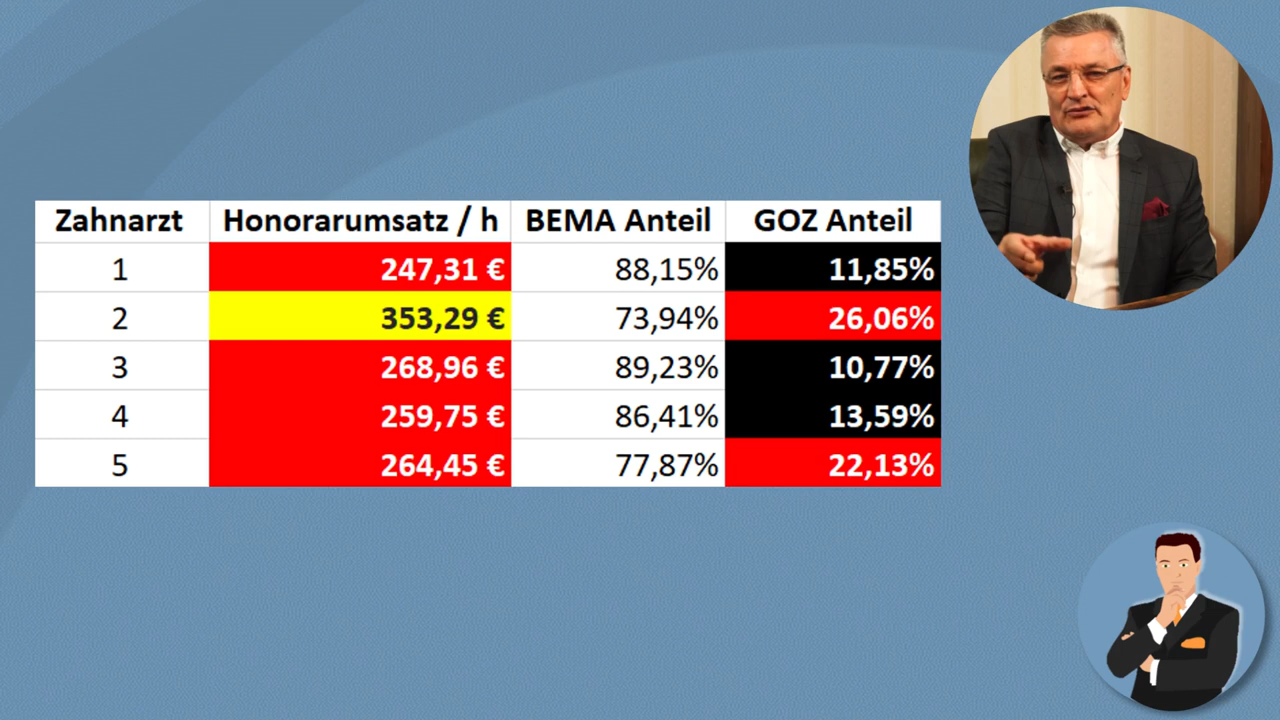 Zahnarzt Honorarumsatz / h BEMA Anteil GOZ Anteil
1 247,31 € 88,15% 11,85%
2 353,29 € 73,94% 26,06%
3 268,96 € 89,23% 10,77%
4 259,75 € 86,41% 13,59%
5 264,45 € 77,87% 22,13%